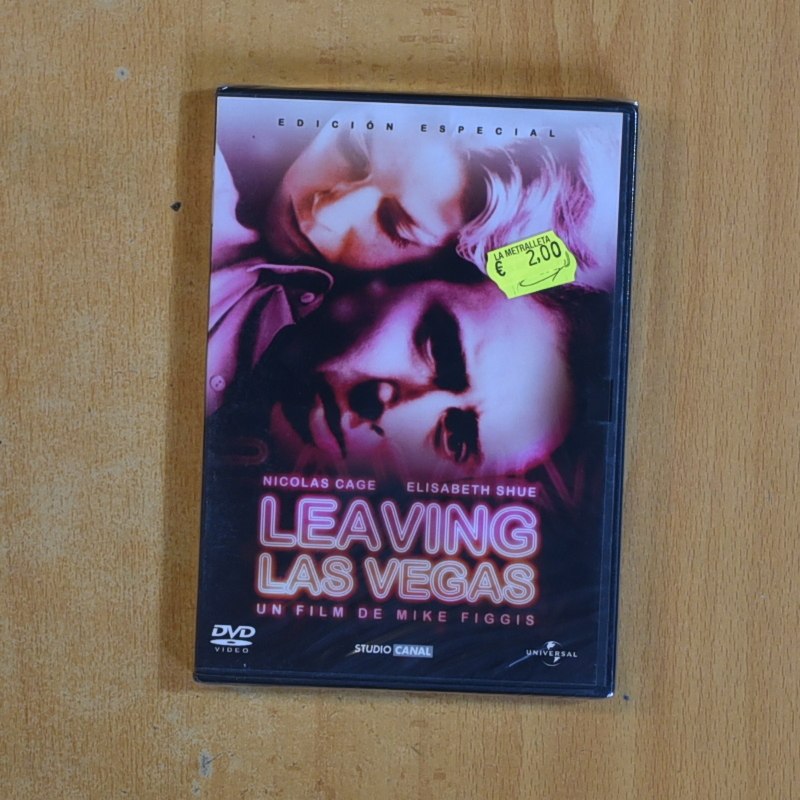 EDICIÓN ESPECIAL
LA METRALLETA
€ 2,00
NICOLAS CAGE ELISABETH SHUE
LEAVING
LAS VEGAS
UN FILM DE MIKE FIGGIS
DVD
VIDEO
STUDIO CANAL
UNIVERSAL